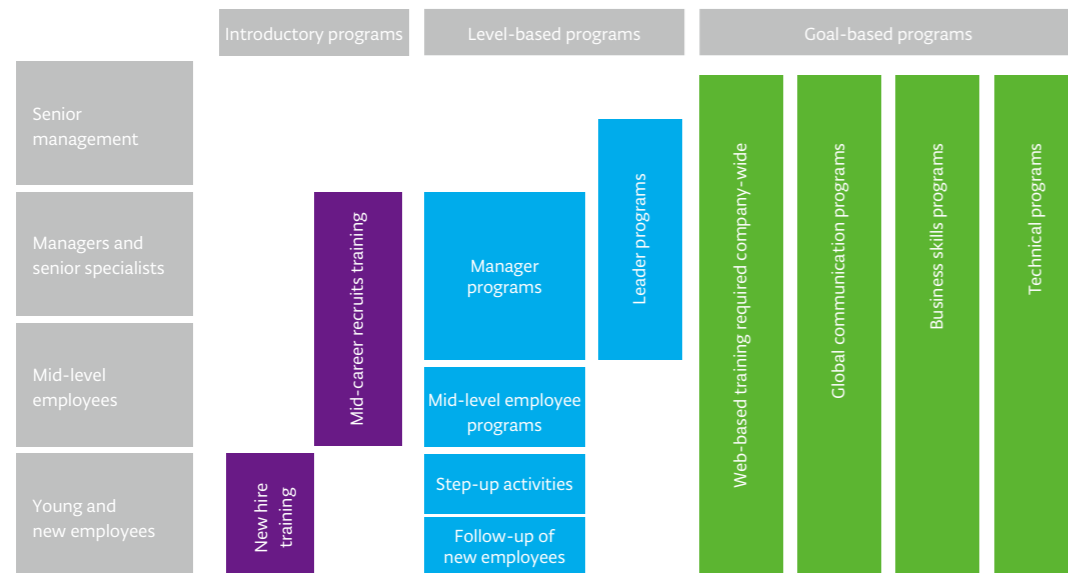 Introductory programs
Level-based programs
Goal-based programs
Senior
management
Managers and
senior specialists
Mid-level
employees
Young and
new employees
New hire
training
Mid-career recruits training
Manager
programs
Mid-level employee
programs
Step-up activities
Follow-up of
new employees
Leader programs
Web-based training required company-wide
Global communication programs
Business skills programs
Technical programs